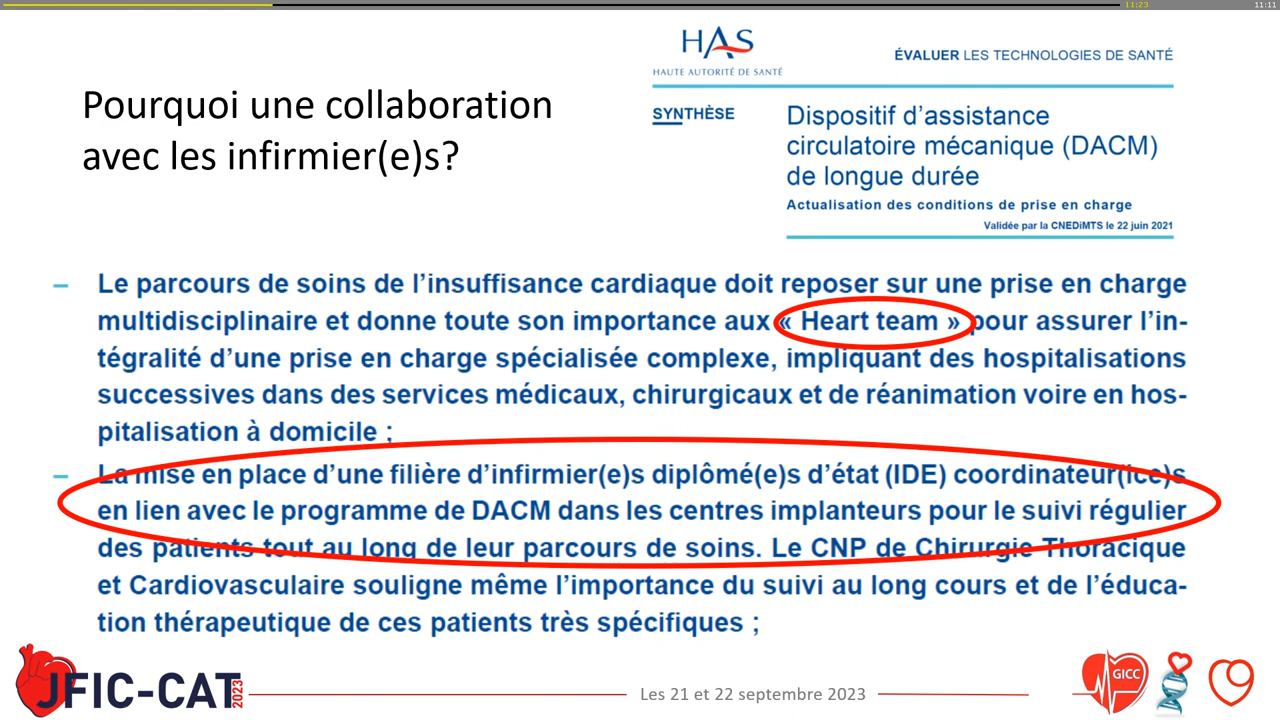 11:23
11:11
HAS
HAUTE AUTORITÉ DE SANTÉ
ÉVALUER LES TECHNOLOGIES DE SANTÉ
Pourquoi une collaboration
avec les infirmier(e)s?
SYNTHÈSE
Dispositif d’assistance
circulatoire mécanique (DACM)
de longue durée
Actualisation des conditions de prise en charge
Validée par la CNEDiMTS le 22 juin 2021
– Le parcours de soins de l’insuffisance cardiaque doit reposer sur une prise en charge
multidisciplinaire et donne toute son importance aux « Heart team » pour assurer l’in-
tégralité d’une prise en charge spécialisée complexe, impliquant des hospitalisations
successives dans des services médicaux, chirurgicaux et de réanimation voire en hos-
pitalisation à domicile ;
– La mise en place d’une filière d’infirmier(e)s diplômé(e)s d’état (IDE) coordinateur(ice)s
en lien avec le programme de DACM dans les centres implanteurs pour le suivi régulier
des patients tout au long de leur parcours de soins. Le CNP de Chirurgie Thoracique
et Cardiovasculaire souligne même l’importance du suivi au long cours et de l’éduca-
tion thérapeutique de ces patients très spécifiques ;
JFIC-CAT 2023
Les 21 et 22 septembre 2023
GICC